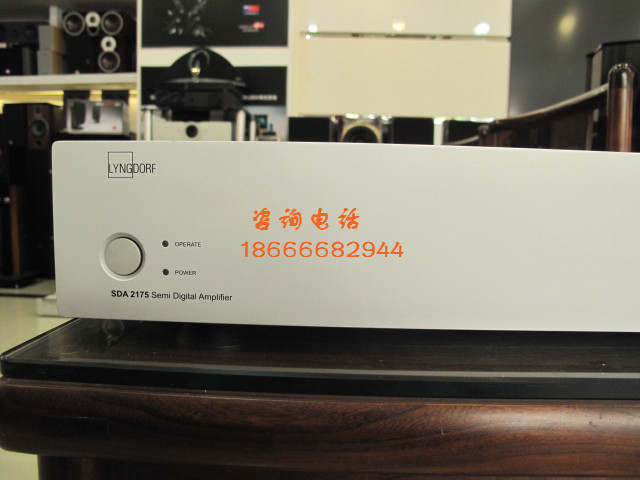 LYNGDORF
咨询电话
18666682944
OPERATE
POWER
SDA 2175 Semi Digital Amplifier